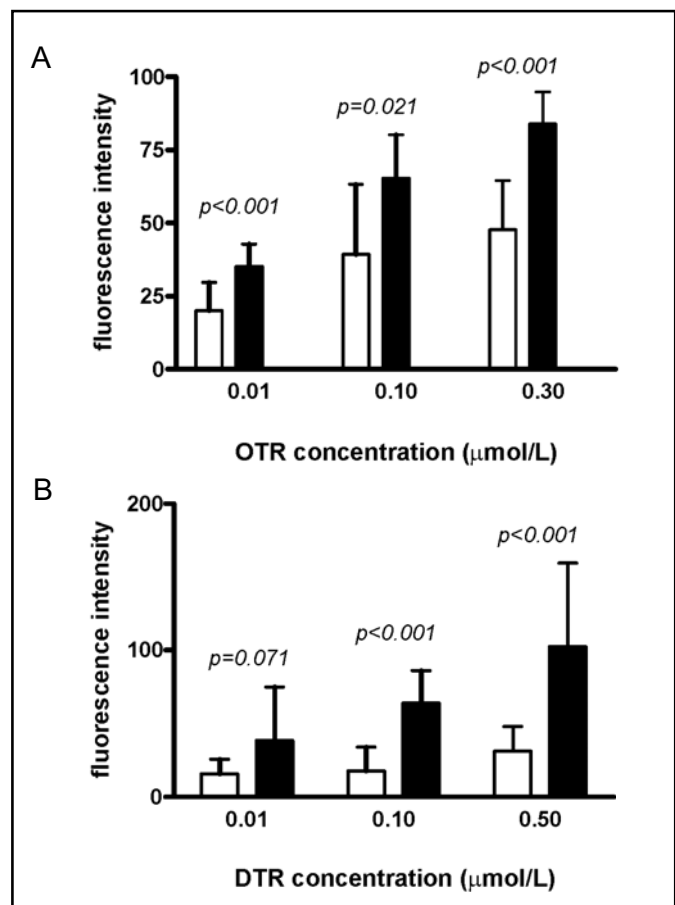 A
fluorescence intensity
100
75
50
25
0
p<0.001
p=0.021
p<0.001
0.01 0.10 0.30
OTR concentration (μmol/L)
B
fluorescence intensity
200
100
0
p=0.071
p<0.001
p<0.001
0.01 0.10 0.50
DTR concentration (μmol/L)